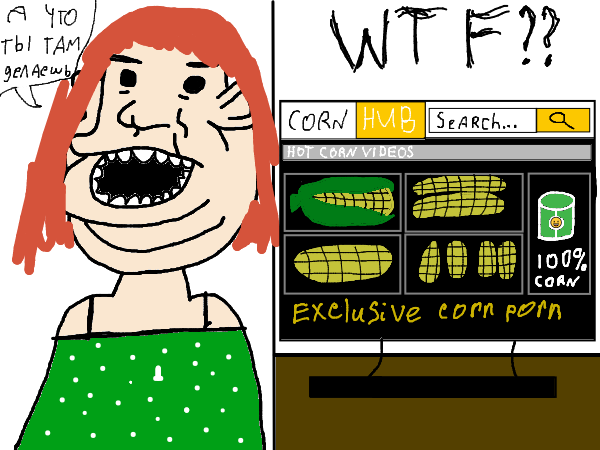 А ЧТО
ТЫ ТАМ
делаешь
WTF??
CORN HUB Search...
HOT CORN VIDEOS
100%
CORN
Exclusive corn porn